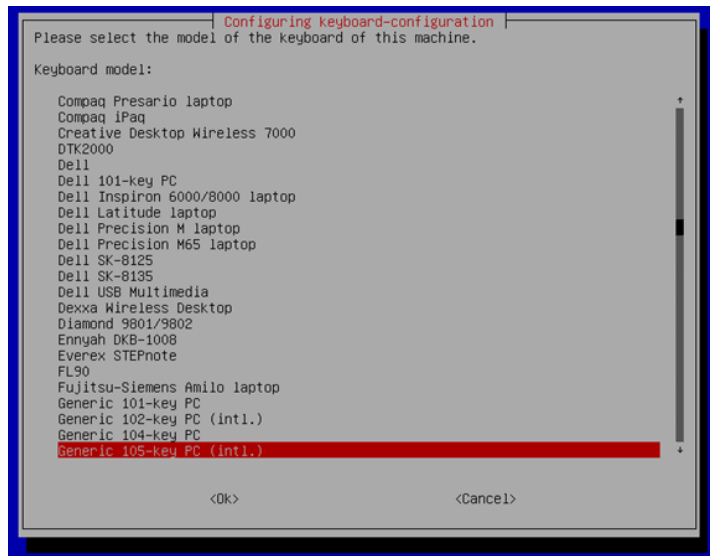 Configuring keyboard-configuration
Please select the model of the keyboard of this machine.
Keyboard model:
Compaq Presario laptop
Compaq iPaq
Creative Desktop Wireless 7000
DTK2000
Dell
Dell 101-key PC
Dell Inspiron 6000/8000 laptop
Dell Latitude laptop
Dell Precision M laptop
Dell Precision M65 laptop
Dell SK-8125
Dell SK-8135
Dell USB Multimedia
Dexxa Wireless Desktop
Diamond 9801/9802
Ennyah DKB-1008
Everex STEPnote
FL90
Fujitsu-Siemens Amilo laptop
Generic 101-key PC
Generic 102-key PC (intl.)
Generic 104-key PC
Generic 105-key PC (intl.)
<Ok> <Cancel>